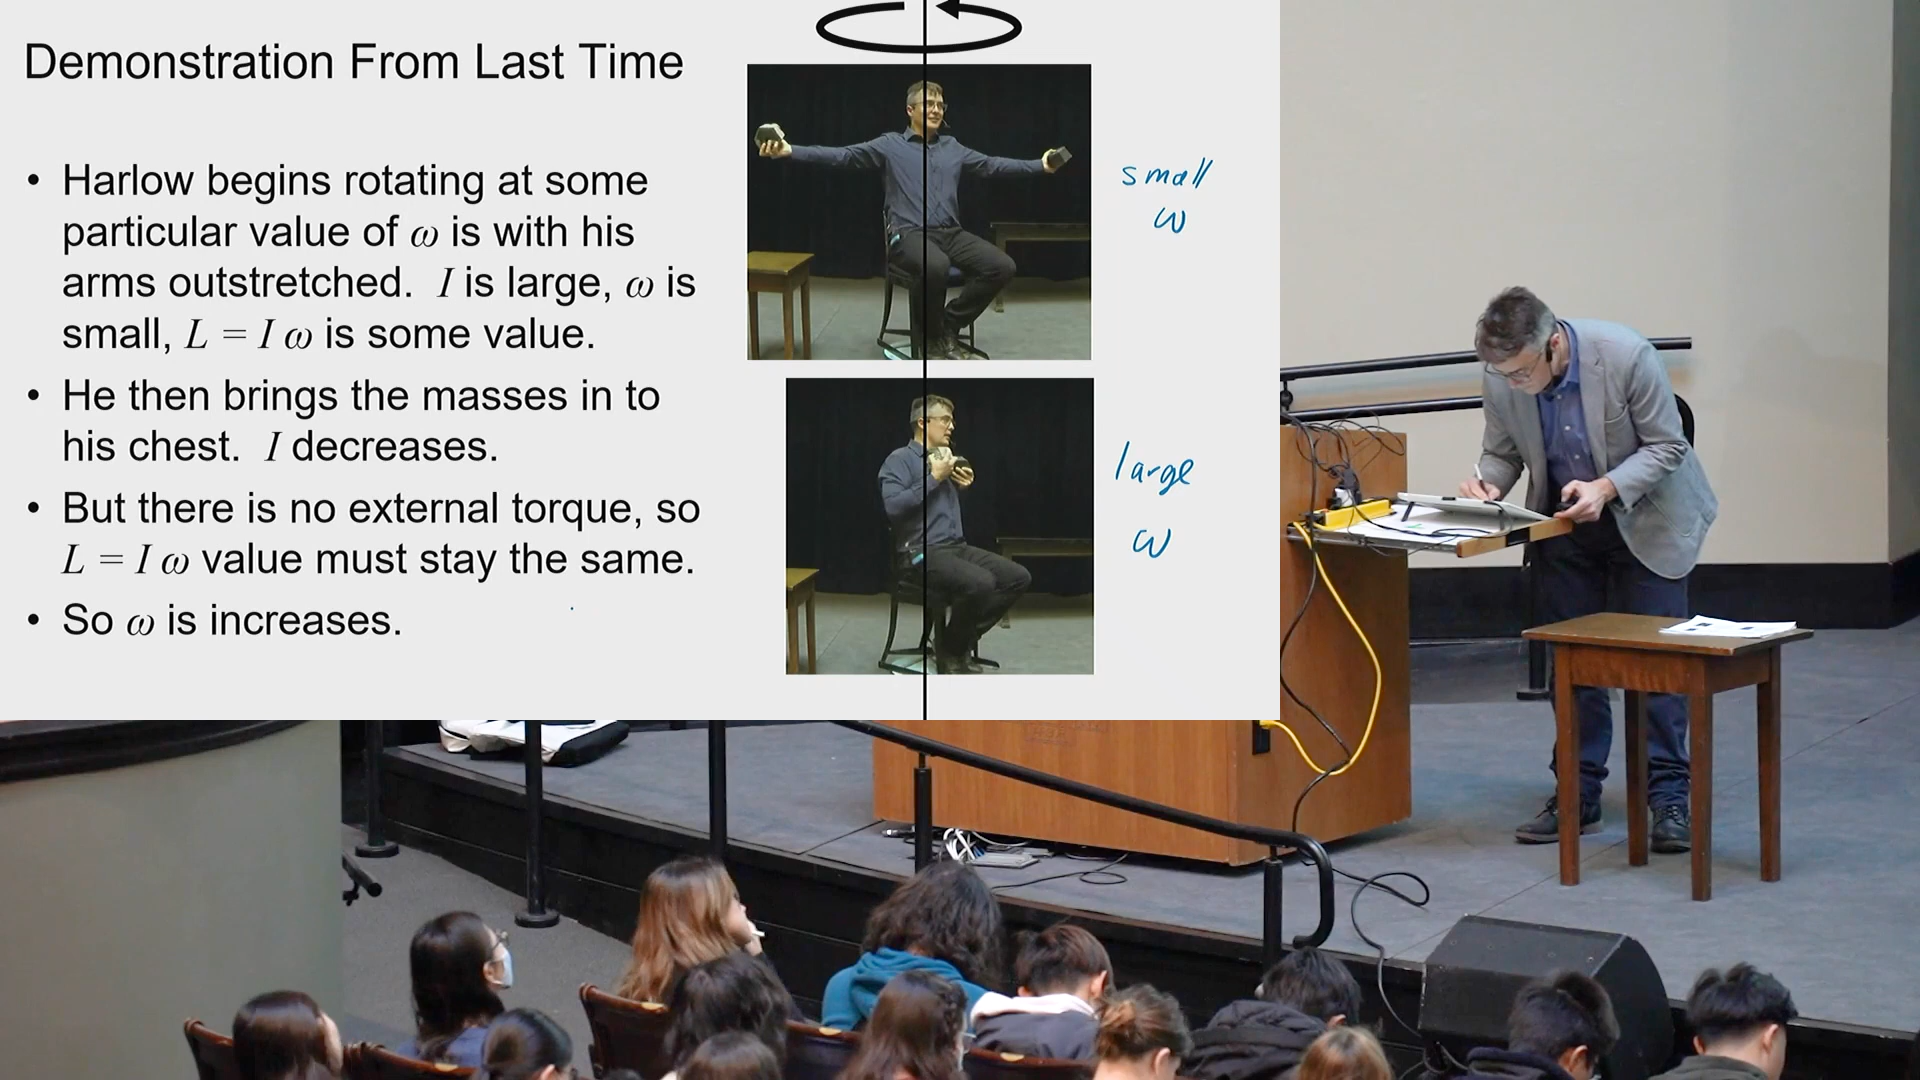 Demonstration From Last Time
• Harlow begins rotating at some
particular value of ω is with his
arms outstretched. I is large, ω is
small, L = I ω is some value.
• He then brings the masses in to
his chest. I decreases.
• But there is no external torque, so
L = I ω value must stay the same.
• So ω is increases.
small
ω
large
ω